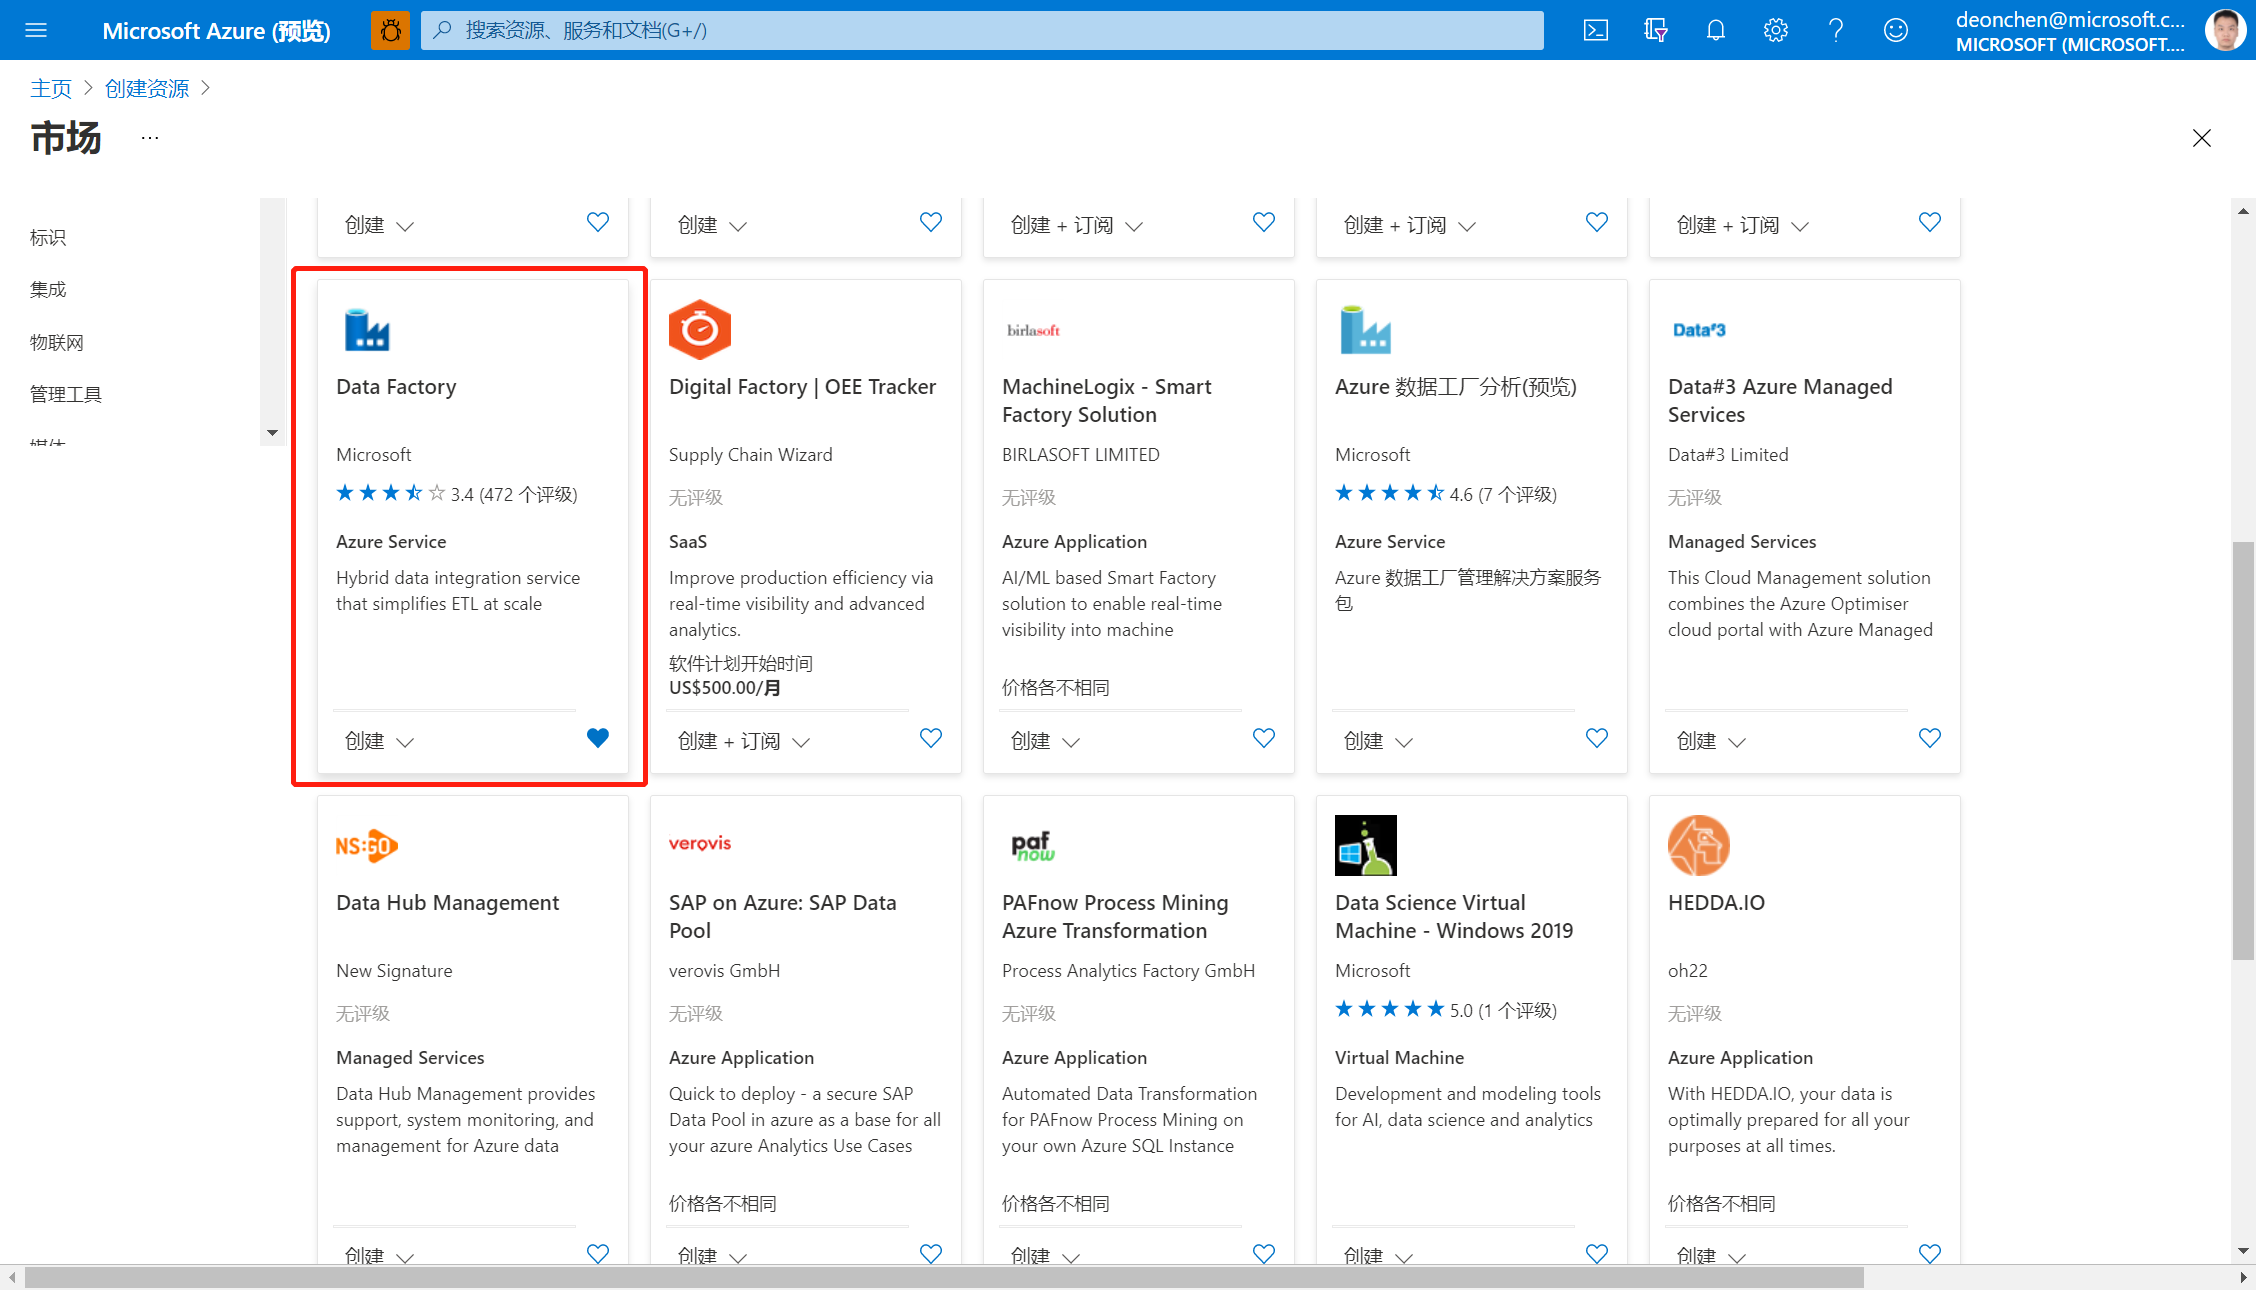 Microsoft Azure (预览)
搜索资源、服务和文档(G+/)
deonchen@microsoft.c...
MICROSOFT (MICROSOFT....
主页 > 创建资源 >
市场 ...
标识
集成
物联网
管理工具
媒体
创建
创建
创建 + 订阅
创建 + 订阅
创建 + 订阅
Data Factory
Microsoft
3.4 (472 个评级)
Azure Service
Hybrid data integration service
that simplifies ETL at scale
创建
Digital Factory | OEE Tracker
Supply Chain Wizard
无评级
SaaS
Improve production efficiency via
real-time visibility and advanced
analytics.
软件计划开始时间
US$500.00/月
创建 + 订阅
birlasoft
MachineLogix - Smart
Factory Solution
BIRLASOFT LIMITED
无评级
Azure Application
AI/ML based Smart Factory
solution to enable real-time
visibility into machine
价格各不相同
创建
Azure 数据工厂分析(预览)
Microsoft
4.6 (7 个评级)
Azure Service
Azure 数据工厂管理解决方案服务
包
创建
Data#3
Data#3 Azure Managed
Services
Data#3 Limited
无评级
Managed Services
This Cloud Management solution
combines the Azure Optimiser
cloud portal with Azure Managed
创建
NS:GO
Data Hub Management
New Signature
无评级
Managed Services
Data Hub Management provides
support, system monitoring, and
management for Azure data
创建
verovis
SAP on Azure: SAP Data
Pool
verovis GmbH
无评级
Azure Application
Quick to deploy - a secure SAP
Data Pool in azure as a base for all
your azure Analytics Use Cases
价格各不相同
创建
paf
now
PAFnow Process Mining
Azure Transformation
Process Analytics Factory GmbH
无评级
Azure Application
Automated Data Transformation
for PAFnow Process Mining on
your own Azure SQL Instance
价格各不相同
创建
Data Science Virtual
Machine - Windows 2019
Microsoft
5.0 (1 个评级)
Virtual Machine
Development and modeling tools
for AI, data science and analytics
创建
HEDDA.IO
oh22
无评级
Azure Application
With HEDDA.IO, your data is
optimally prepared for all your
purposes at all times.
价格各不相同
创建